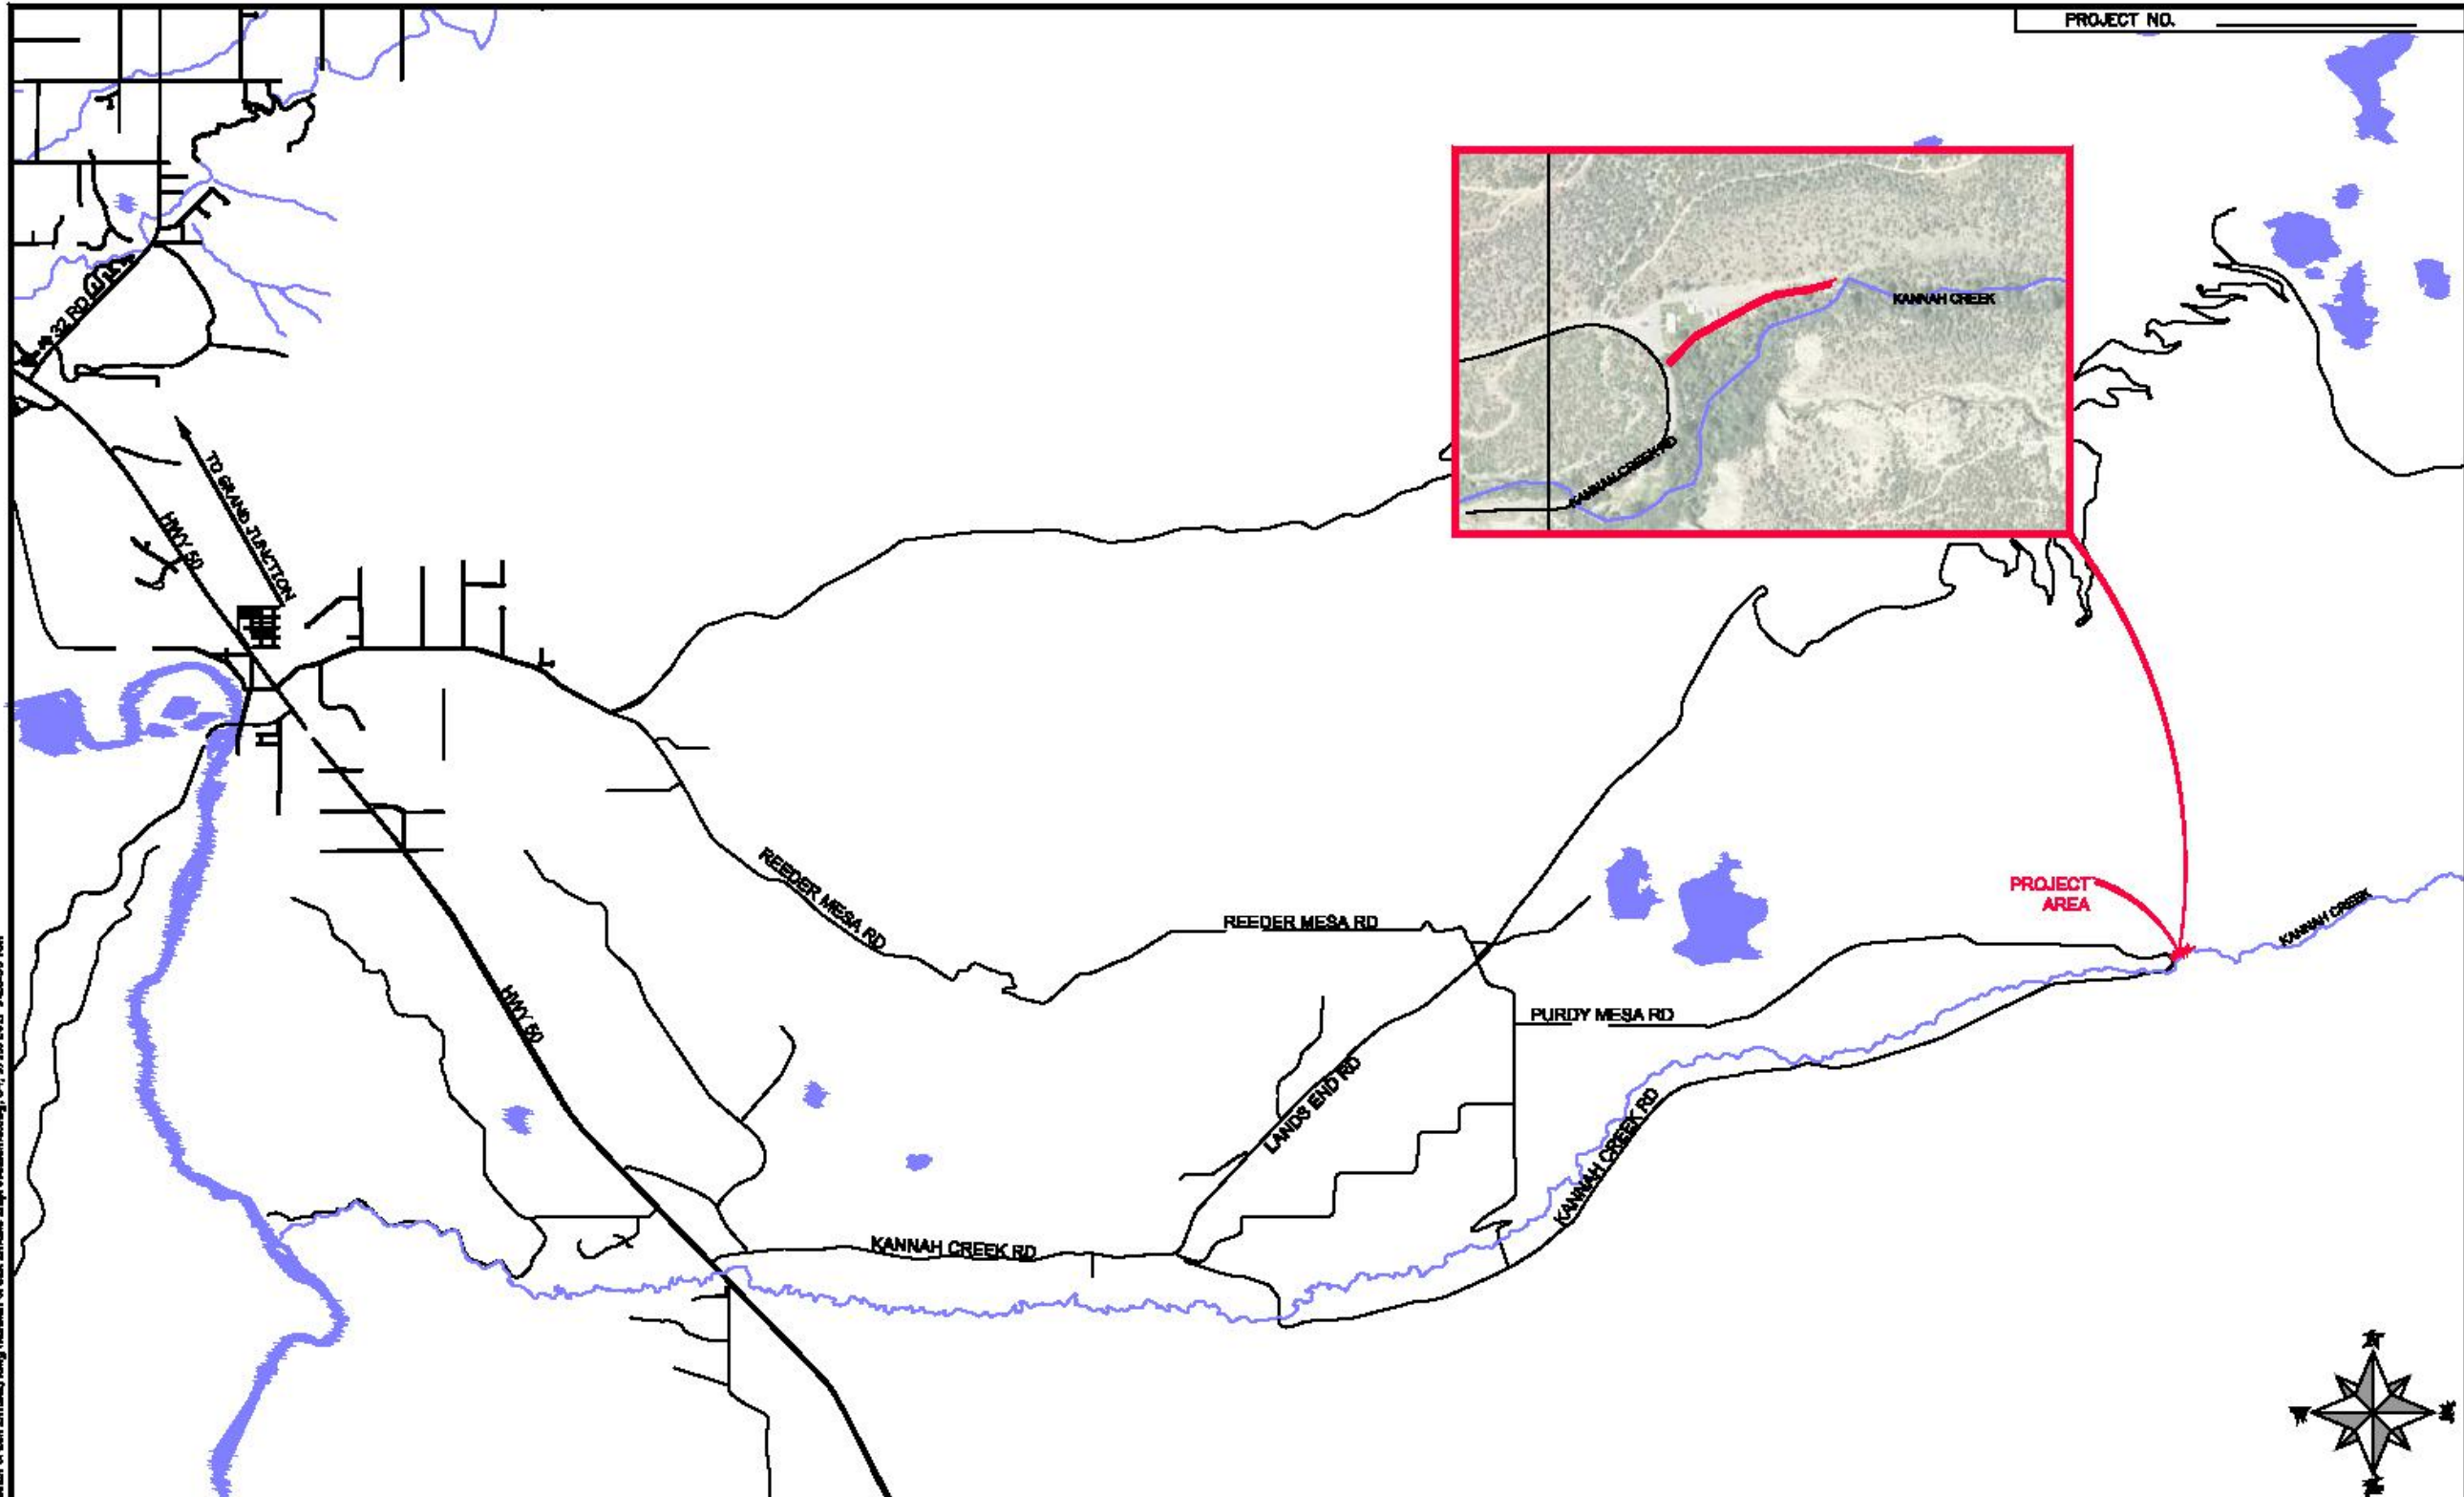 PROJECT NO.
KANNAH CREEK
32 RD
KANNAH CREEK RD
TO GRAND JUNCTION
HWY 50
REEDER MESA RD
REEDER MESA RD
PROJECT
AREA
KANNAH CREEK
HWY 50
PURDY MESA RD
LANDS END RD
KANNAH CREEK RD
KANNAH CREEK RD